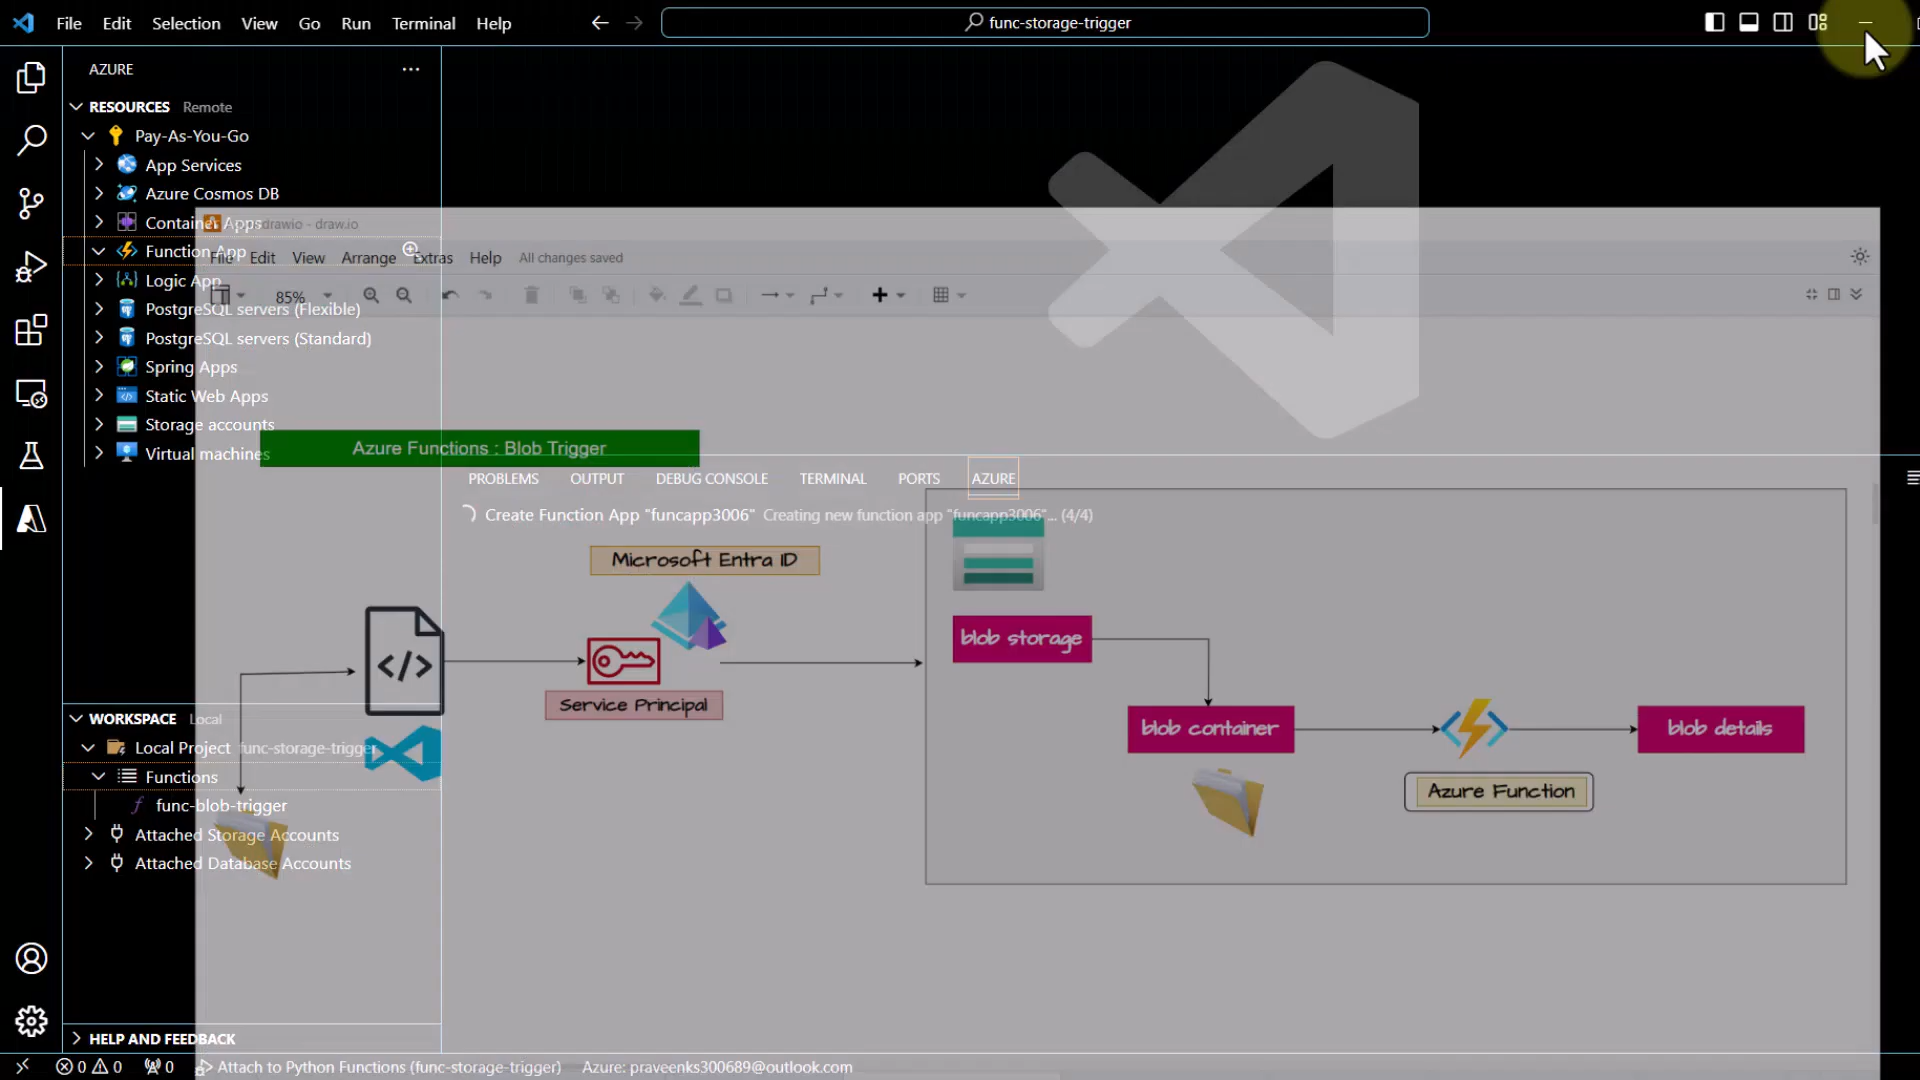 File Edit Selection View Go Run Terminal Help
func-storage-trigger
AZURE
RESOURCES Remote
Pay-As-You-Go
App Services
Azure Cosmos DB
Container Apps
drawio - draw.io
Function App
File Edit View Arrange Extras Help All changes saved
Logic App
85%
PostgreSQL servers (Flexible)
PostgreSQL servers (Standard)
Spring Apps
Static Web Apps
Storage accounts
Virtual machines
Azure Functions : Blob Trigger
PROBLEMS OUTPUT DEBUG CONSOLE TERMINAL PORTS AZURE
Create Function App "funcapp3006" Creating new function app "funcapp3006"... (4/4)
Microsoft Entra ID
blob storage
Service Principal
WORKSPACE Local
blob container
blob details
Local Project func-storage-trigger
Functions
Azure Function
func-blob-trigger
Attached Storage Accounts
Attached Database Accounts
HELP AND FEEDBACK
0 0 0 Attach to Python Functions (func-storage-trigger) Azure: praveenks300689@outlook.com